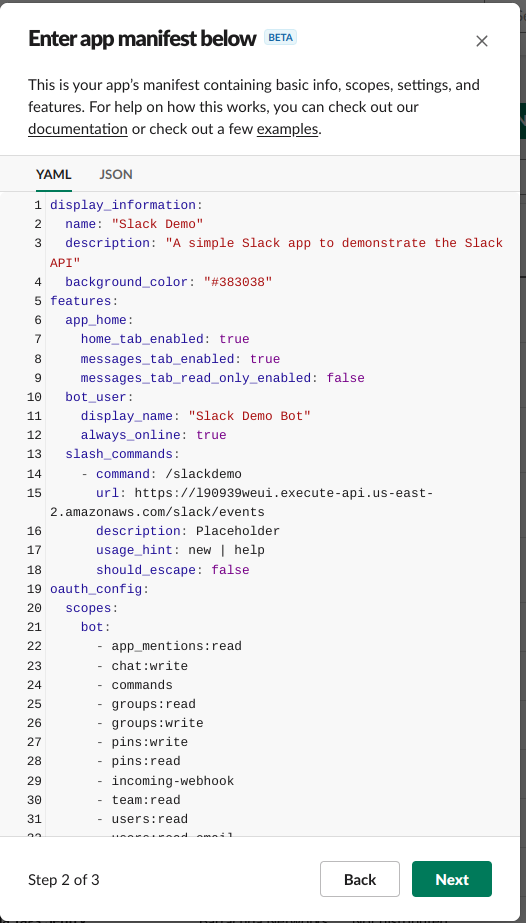 Enter app manifest below BETA
This is your app's manifest containing basic info, scopes, settings, and
features. For help on how this works, you can check out our
documentation or check out a few examples.
YAML JSON
1 display_information:
2 name: "Slack Demo"
3 description: "A simple Slack app to demonstrate the Slack
API"
4 background_color: "#383038"
5 features:
6 app_home:
7 home_tab_enabled: true
8 messages_tab_enabled: true
9 messages_tab_read_only_enabled: false
10 bot_user:
11 display_name: "Slack Demo Bot"
12 always_online: true
13 slash_commands:
14 - command: /slackdemo
15 url: https://l90939weui.execute-api.us-east-
2.amazonaws.com/slack/events
16 description: Placeholder
17 usage_hint: new | help
18 should_escape: false
19 oauth_config:
20 scopes:
21 bot:
22 - app_mentions:read
23 - chat:write
24 - commands
25 - groups:read
26 - groups:write
27 - pins:write
28 - pins:read
29 - incoming-webhook
30 - team:read
31 - users:read
32 - users:read.email
Step 2 of 3
Back
Next